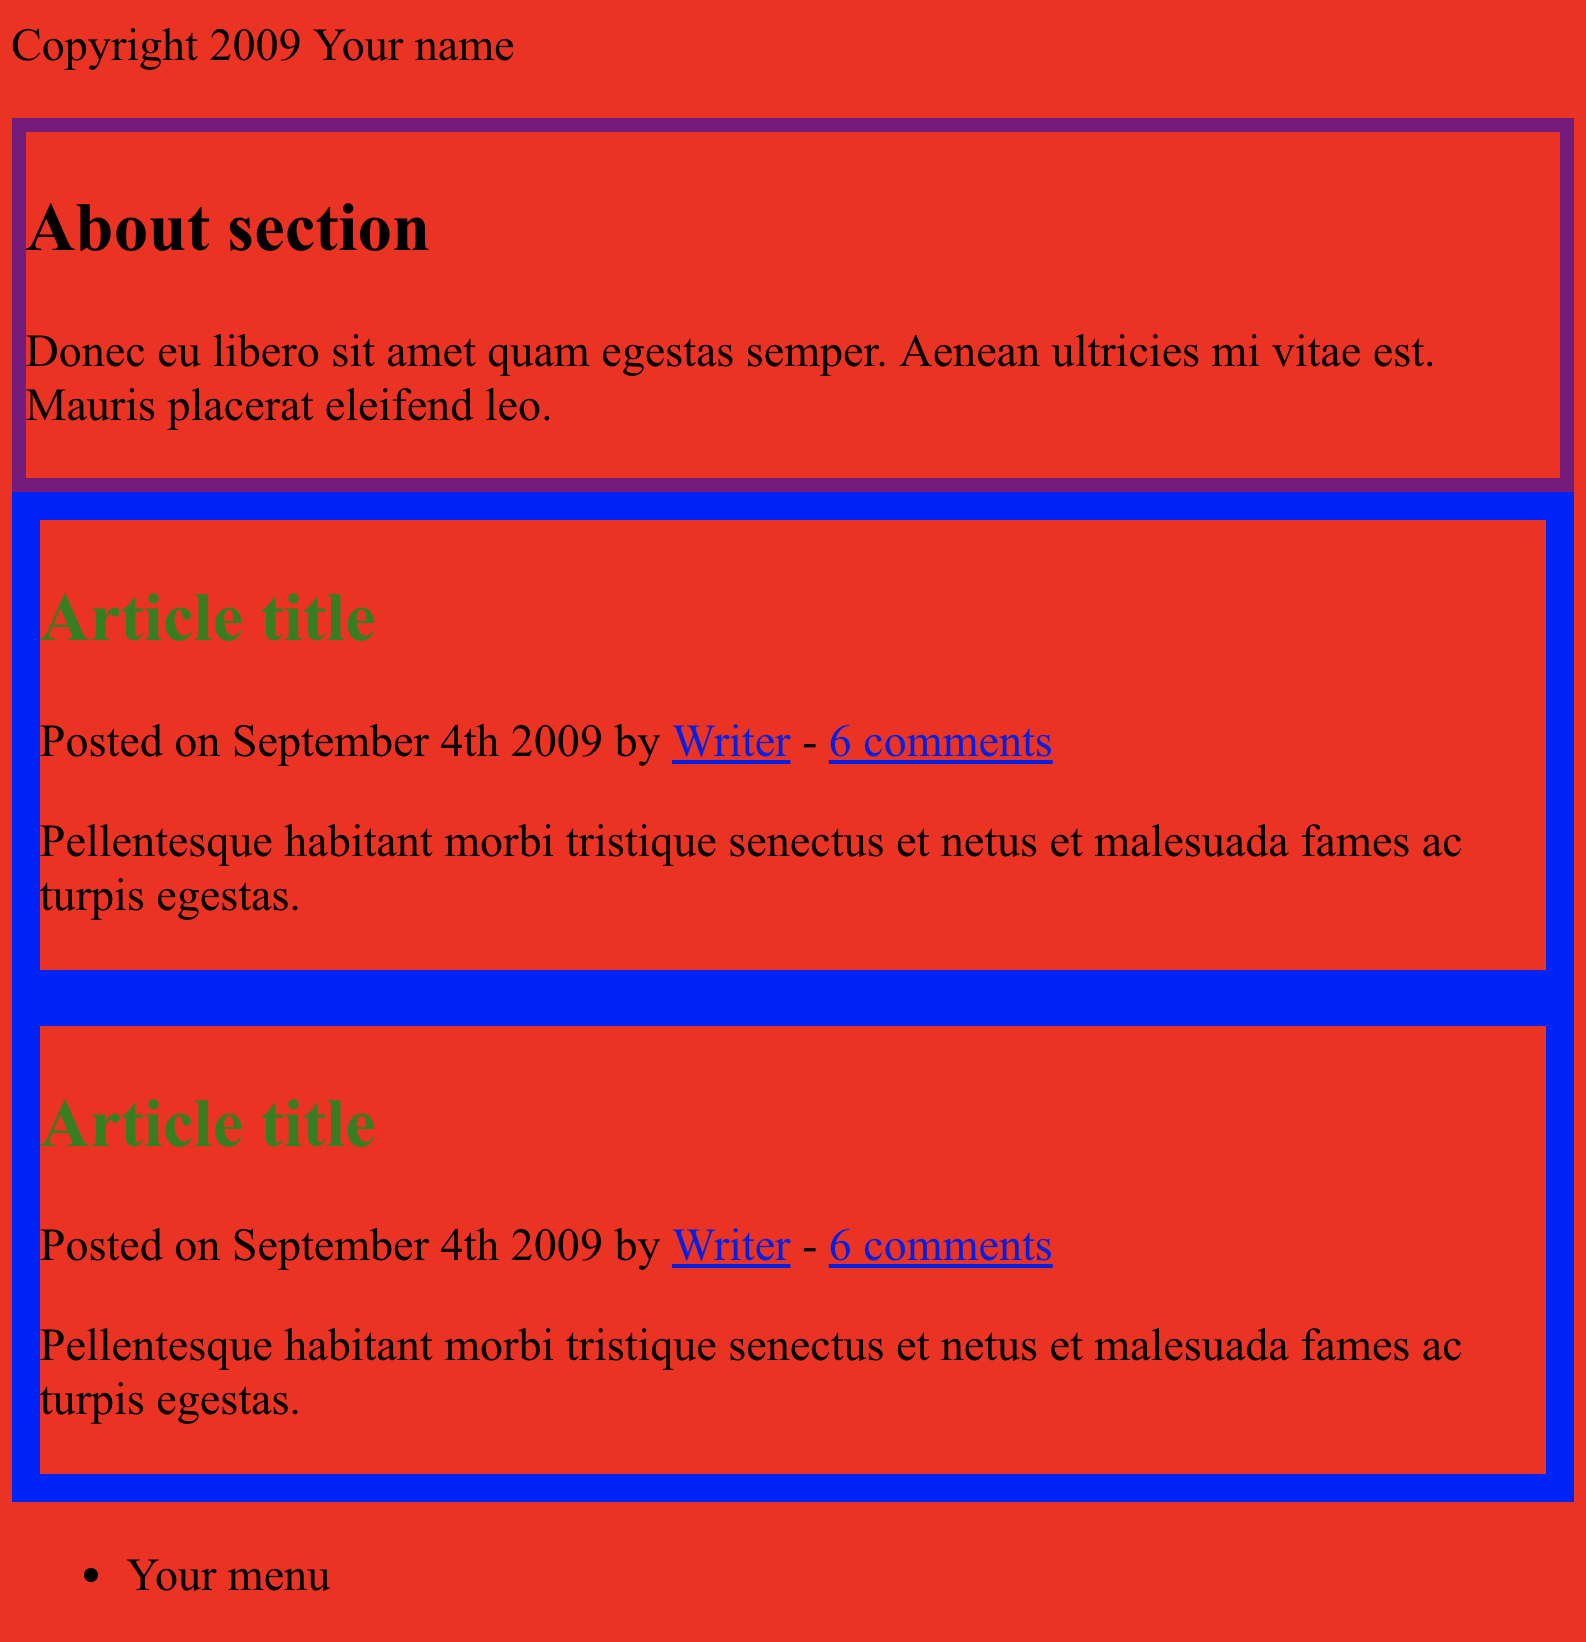 Copyright 2009 Your name
About section
Donec eu libero sit amet quam egestas semper. Aenean ultricies mi vitae est.
Mauris placerat eleifend leo.
Article title
Posted on September 4th 2009 by Writer - 6 comments
Pellentesque habitant morbi tristique senectus et netus et malesuada fames ac
turpis egestas.
Article title
Posted on September 4th 2009 by Writer - 6 comments
Pellentesque habitant morbi tristique senectus et netus et malesuada fames ac
turpis egestas.
• Your menu